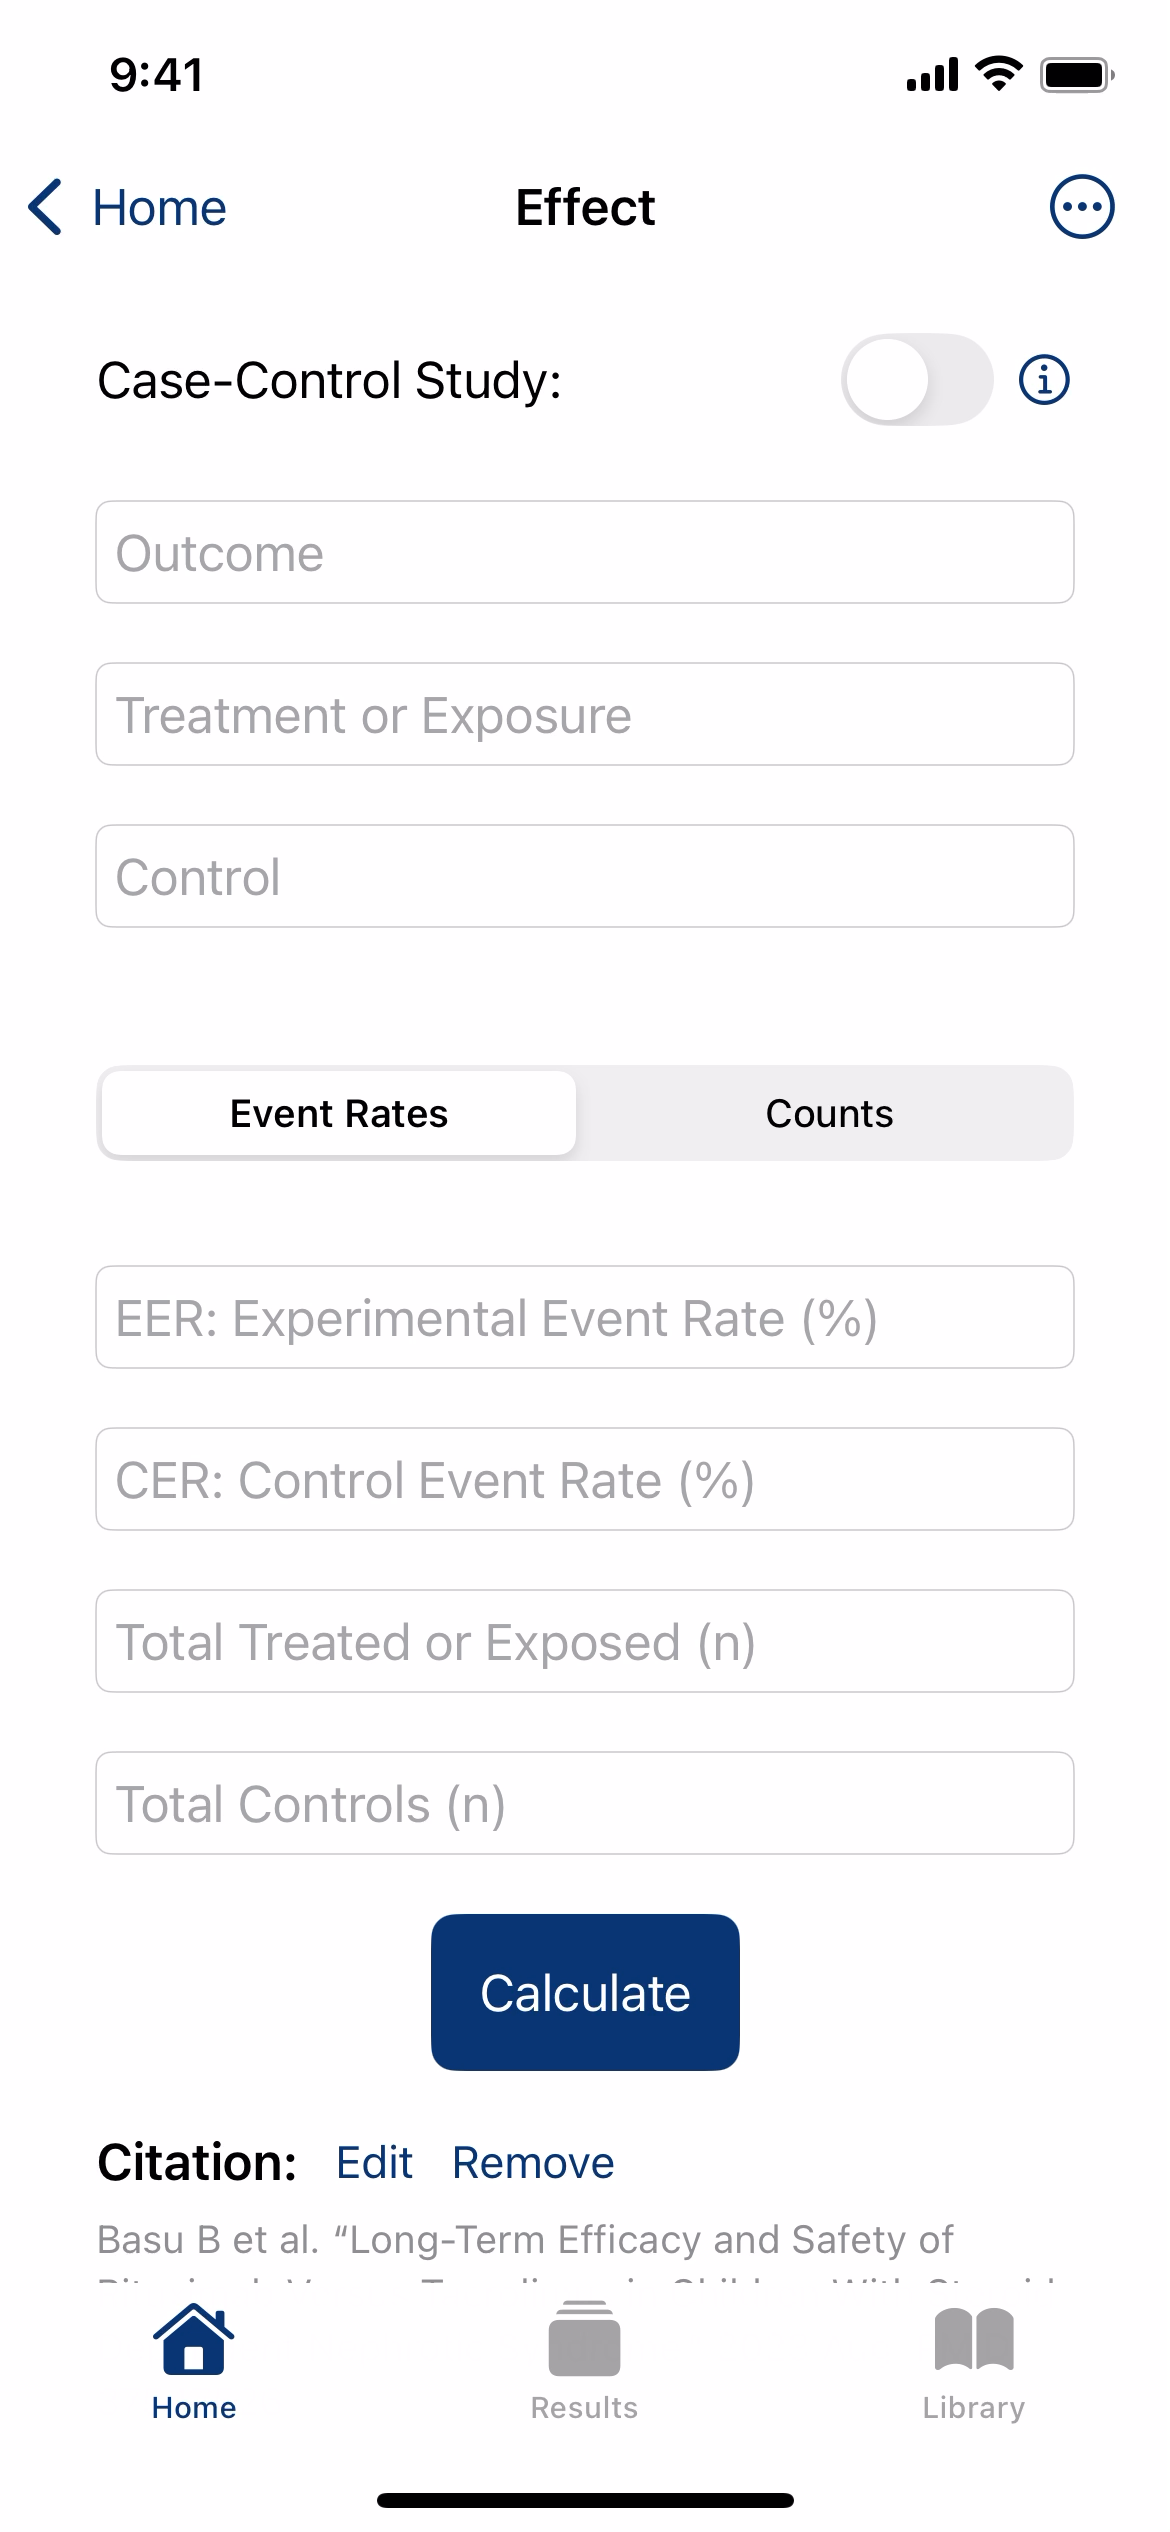 9:41
Home
Effect
Case-Control Study:
Outcome
Treatment or Exposure
Control
Event Rates
Counts
EER: Experimental Event Rate (%)
CER: Control Event Rate (%)
Total Treated or Exposed (n)
Total Controls (n)
Calculate
Citation: Edit Remove
Basu B et al. “Long-Term Efficacy and Safety of
Home
Results
Library